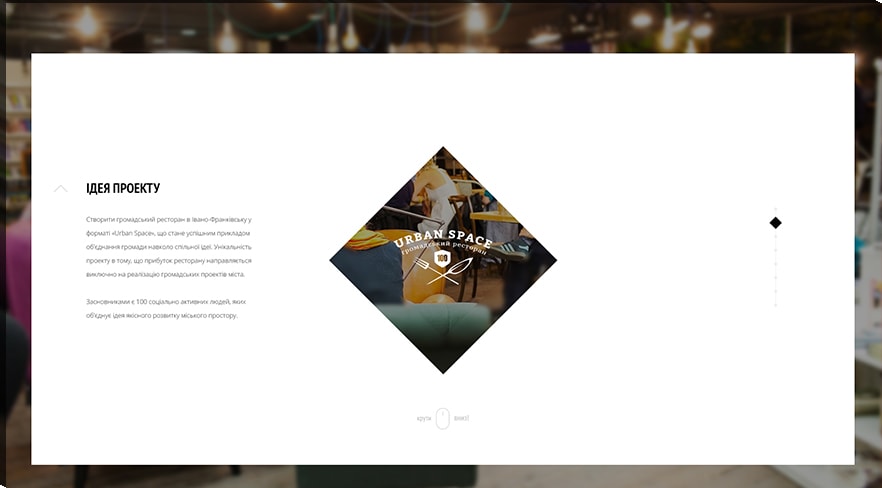 ІДЕЯ ПРОЕКТУ
Створити громадський ресторан в Івано-Франківську у
форматі «Urban Space», що стане успішним прикладом
об'єднання громади навколо спільної ідеї. Унікальність
проекту в тому, що прибуток ресторану направляється
виключно на реалізацію громадських проектів міста.
Засновниками є 100 соціально активних людей, яких
об'єднує ідея якісного розвитку міського простору.
URBAN SPACE
громадський ресторан
100
крути
вниз!